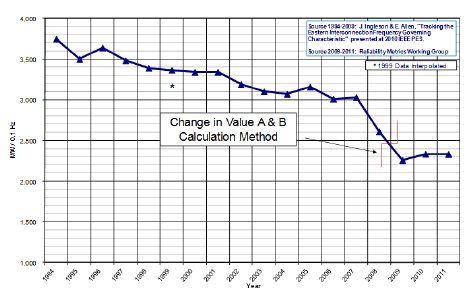 Source 1994-2009: J. Ingleson & E. Allen, "Tracking the
Eastern Interconnection Frequency Governing
Characteristic" presented at 2010 IEEE PES.
Source 2009-2011: Reliability Metrics Working Group
* 1999 Data Interpolated
4.000
3.500
*
3.000
Change in Value A & B
Calculation Method
2.500
2.000
1.500
1.000
MW / 0.1 Hz
1994
1995
1996
1997
1998
1999
2000
2001
2002
2003
2004
2005
2006
2007
2008
2009
2010
2011
Year